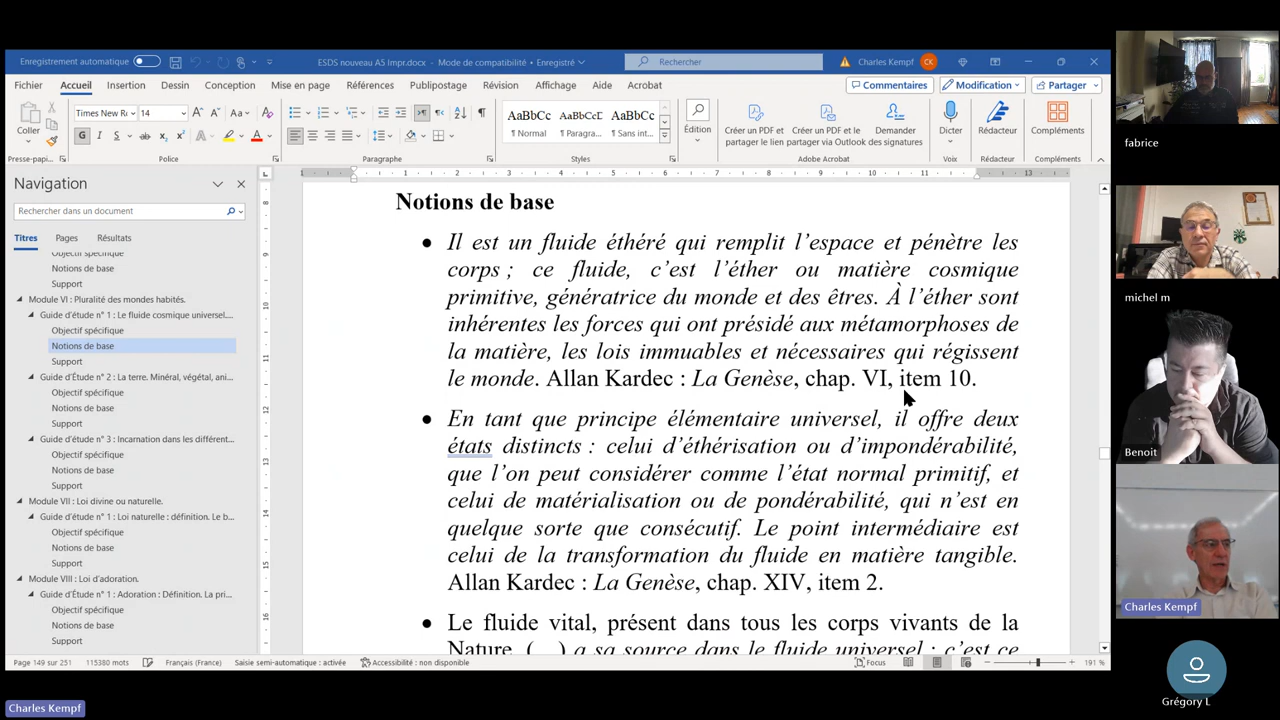 Enregistrement automatique
ESDS nouveau A5 Impr.docx - Mode de compatibilité - Enregistré
Rechercher
Charles Kempf
CK
Fichier Accueil Insertion Dessin Conception Mise en page Références Publipostage Révision Affichage Aide Acrobat
Commentaires
Modification
Partager
Times New R
14
Coller
G I S ab
AaBbCc AaBbCcD AaBbCc
¶ Normal ¶ Paragra... ¶ Sans int...
Édition
Créer un PDF et partager le lien
Créer un PDF et le partager via Outlook
Demander des signatures
Dicter
Rédacteur
Compléments
Presse-pap... Police Paragraphe Styles Adobe Acrobat Voix Rédacteur Compléments
Navigation
Rechercher dans un document
Titres Pages Résultats
Objectif spécifique
Notions de base
Support
Module VI : Pluralité des mondes habités.
Guide d'étude n° 1 : Le fluide cosmique universel....
Objectif spécifique
Notions de base
Support
Guide d'Étude n° 2 : La terre. Minéral, végétal, ani...
Objectif spécifique
Notions de base
Support
Guide d'étude n° 3 : Incarnation dans les différent...
Objectif spécifique
Notions de base
Support
Module VII : Loi divine ou naturelle.
Guide d'étude n° 1 : Loi naturelle : définition. Le b...
Objectif spécifique
Notions de base
Support
Module VIII : Loi d'adoration.
Guide d'étude n° 1 : Adoration : Définition. La pri...
Objectif spécifique
Notions de base
Support
Notions de base
• Il est un fluide éthéré qui remplit l'espace et pénètre les
corps ; ce fluide, c'est l'éther ou matière cosmique
primitive, génératrice du monde et des êtres. À l'éther sont
inhérentes les forces qui ont présidé aux métamorphoses de
la matière, les lois immuables et nécessaires qui régissent
le monde. Allan Kardec : La Genèse, chap. VI, item 10.
• En tant que principe élémentaire universel, il offre deux
états distincts : celui d'éthérisation ou d'impondérabilité,
que l'on peut considérer comme l'état normal primitif, et
celui de matérialisation ou de pondérabilité, qui n'est en
quelque sorte que consécutif. Le point intermédiaire est
celui de la transformation du fluide en matière tangible.
Allan Kardec : La Genèse, chap. XIV, item 2.
• Le fluide vital, présent dans tous les corps vivants de la
Nature, (...) a sa source dans le fluide universel ; c'est ce
Page 149 sur 251 115380 mots Français (France) Saisie semi-automatique : activée Accessibilité : non disponible Focus 191 %
fabrice
michel m
Benoit
Charles Kempf
Grégory L
Charles Kempf